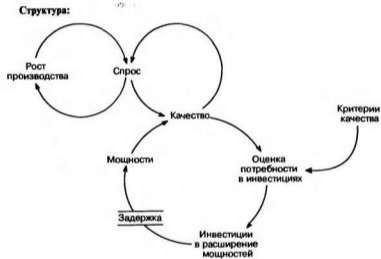 Структура:
Рост
производства
Спрос
Качество
Критерии
качества
Мощности
Оценка
потребности
в инвестициях
Задержка
Инвестиции
в расширение
мощностей